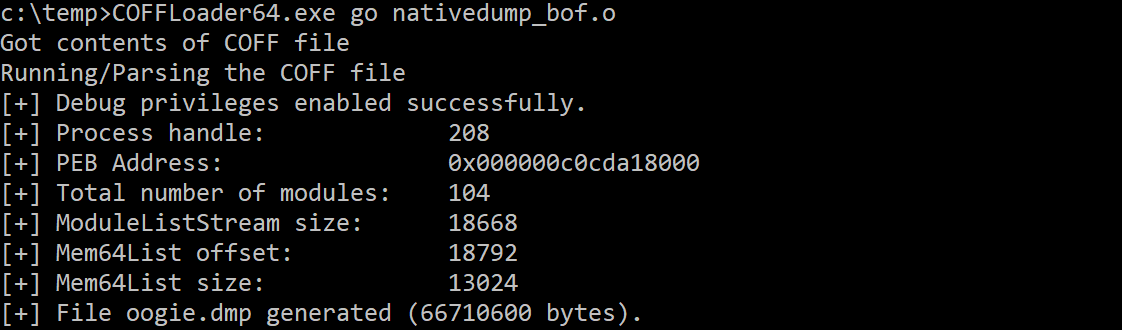 c:\temp>COFFLoader64.exe go nativedump_bof.o
Got contents of COFF file
Running/Parsing the COFF file
[+] Debug privileges enabled successfully.
[+] Process handle:             208
[+] PEB Address:                0x000000c0cda18000
[+] Total number of modules:    104
[+] ModuleListStream size:      18668
[+] Mem64List offset:           18792
[+] Mem64List size:             13024
[+] File oogie.dmp generated (66710600 bytes).